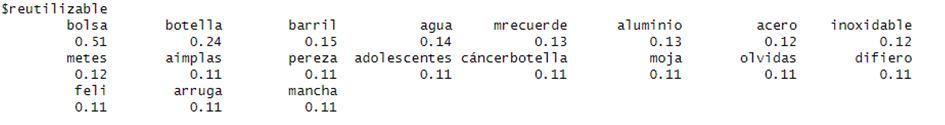 $reutilizable
bolsa botella barril agua mrecuerde aluminio acero inoxidable
0.51 0.24 0.15 0.14 0.13 0.13 0.12 0.12
metes aimplas pereza adolescentes cáncerbotella moja olvidas difiero
0.12 0.11 0.11 0.11 0.11 0.11 0.11 0.11
feli arruga mancha
0.11 0.11 0.11